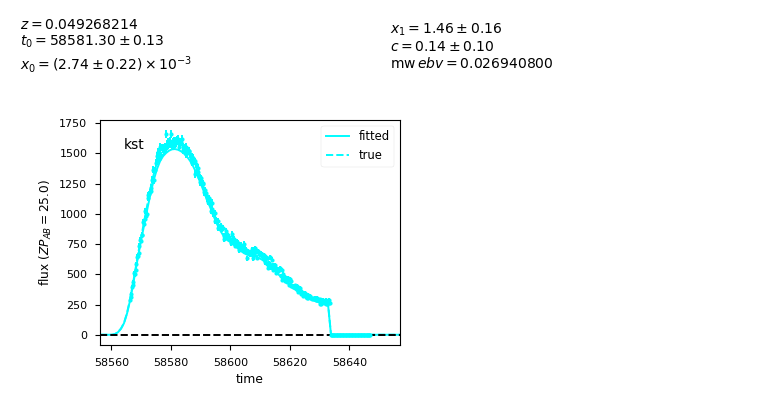 z = 0.049268214
t₀ = 58581.30 ± 0.13
x₀ = (2.74 ± 0.22) × 10⁻³
x₁ = 1.46 ± 0.16
c = 0.14 ± 0.10
mw ebv = 0.026940800
1750
1500
1250
1000
750
500
250
0
flux (ZP_AB = 25.0)
kst
fitted
true
58560 58580 58600 58620 58640
time